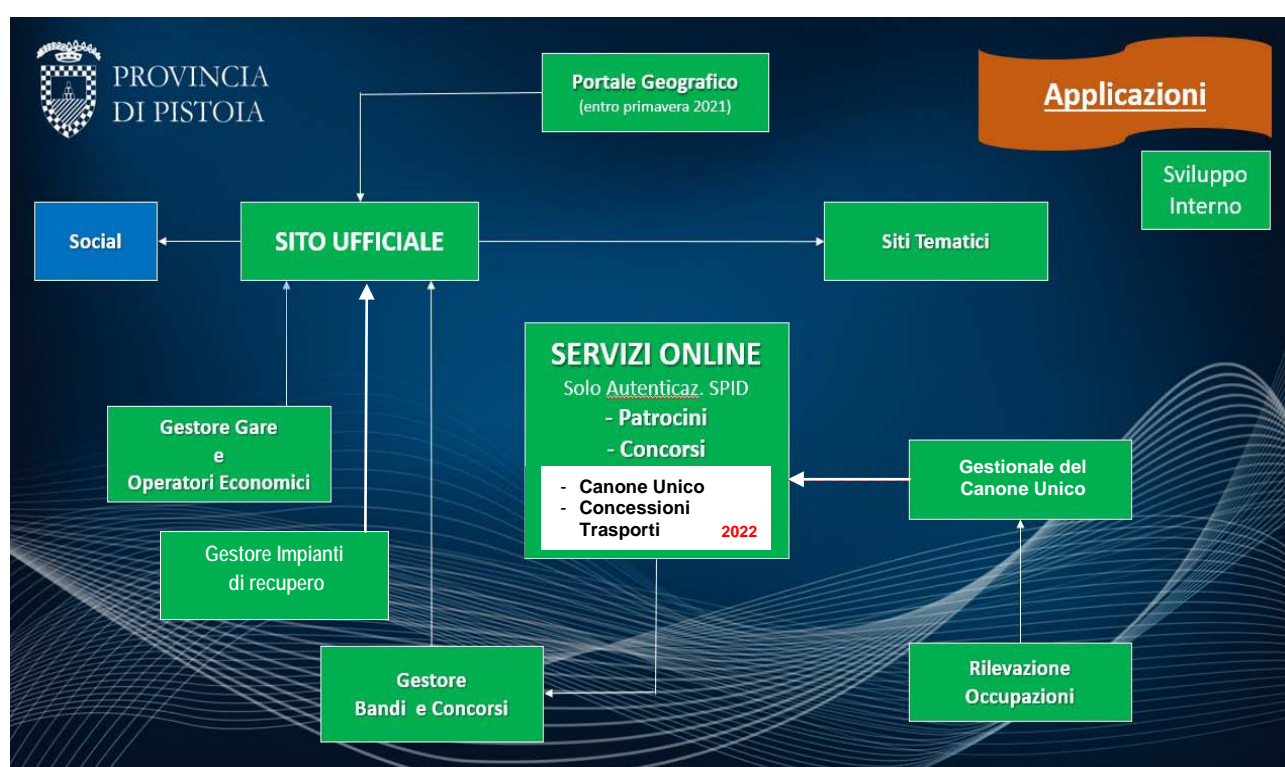 PROVINCIA
DI PISTOIA
Portale Geografico
(entro primavera 2021)
Applicazioni
Sviluppo
Interno
Social
SITO UFFICIALE
Siti Tematici
SERVIZI ONLINE
Solo Autenticaz. SPID
- Patrocini
- Concorsi
- Canone Unico
- Concessioni
Trasporti 2022
Gestore Gare
e
Operatori Economici
Gestionale del
Canone Unico
Gestore Impianti
di recupero
Gestore
Bandi e Concorsi
Rilevazione
Occupazioni